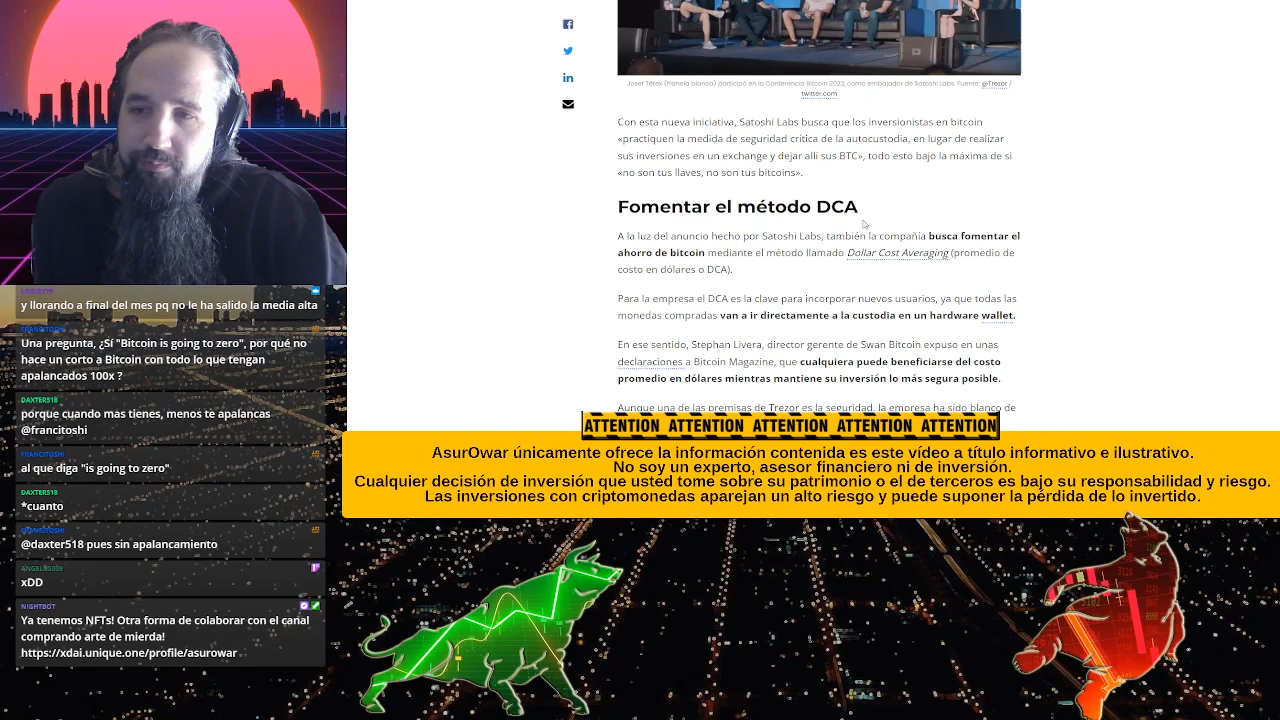 Josef Tětek (franela blanca) participó en la Conferencia Bitcoin 2022, como embajador de Satoshi Labs. Fuente: @Trezor /
twitter.com
Con esta nueva iniciativa, Satoshi Labs busca que los inversionistas en bitcoin
«practiquen la medida de seguridad crítica de la autocustodia, en lugar de realizar
sus inversiones en un exchange y dejar allí sus BTC», todo esto bajo la máxima de si
«no son tus llaves, no son tus bitcoins».
Fomentar el método DCA
A la luz del anuncio hecho por Satoshi Labs, también la compañía busca fomentar el
ahorro de bitcoin mediante el método llamado Dollar Cost Averaging (promedio de
costo en dólares o DCA).
Para la empresa el DCA es la clave para incorporar nuevos usuarios, ya que todas las
monedas compradas van a ir directamente a la custodia en un hardware wallet.
En ese sentido, Stephan Livera, director gerente de Swan Bitcoin expuso en unas
declaraciones a Bitcoin Magazine, que cualquiera puede beneficiarse del costo
promedio en dólares mientras mantiene su inversión lo más segura posible.
Aunque una de las premisas de Trezor es la seguridad, la empresa ha sido blanco de
ATTENTION ATTENTION ATTENTION ATTENTION ATTENTION
AsurOwar únicamente ofrece la información contenida es este vídeo a título informativo e ilustrativo.
No soy un experto, asesor financiero ni de inversión.
Cualquier decisión de inversión que usted tome sobre su patrimonio o el de terceros es bajo su responsabilidad y riesgo.
Las inversiones con criptomonedas aparejan un alto riesgo y puede suponer la pérdida de lo invertido.
y llorando a final del mes pq no le ha salido la media alta
FRANCITOSHI
Una pregunta, ¿Sí "Bitcoin is going to zero", por qué no
hace un corto a Bitcoin con todo lo que tengan
apalancados 100x ?
DAXTER518
porque cuando mas tienes, menos te apalancas
@francitoshi
FRANCITOSHI
al que diga "is going to zero"
DAXTER518
*cuanto
FRANCITOSHI
@daxter518 pues sin apalancamiento
xDD
NIGHTBOT
Ya tenemos NFTs! Otra forma de colaborar con el canal
comprando arte de mierda!
https://xdai.unique.one/profile/asurowar